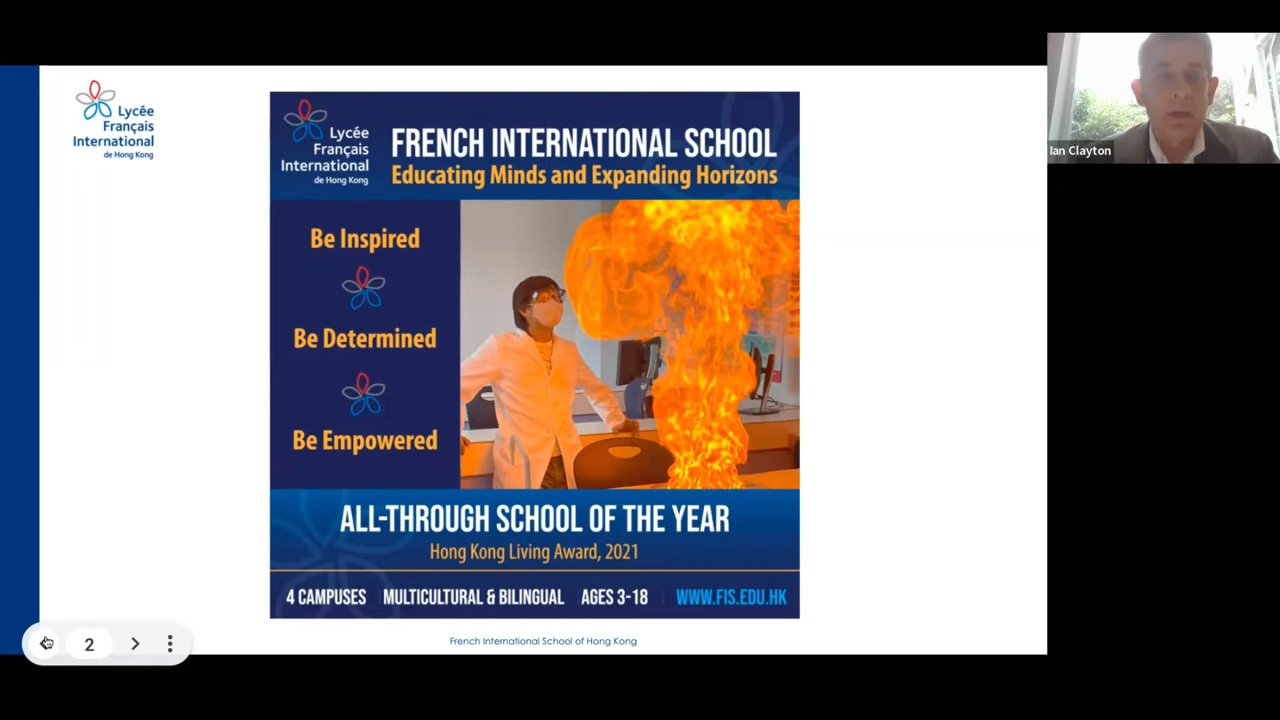 Lycée
Français
International
de Hong Kong
Lycée
Français
International
de Hong Kong
FRENCH INTERNATIONAL SCHOOL
Educating Minds and Expanding Horizons
Be Inspired
Be Determined
Be Empowered
ALL-THROUGH SCHOOL OF THE YEAR
Hong Kong Living Award, 2021
4 CAMPUSES MULTICULTURAL & BILINGUAL AGES 3-18 WWW.FIS.EDU.HK
French International School of Hong Kong
2
Ian Clayton